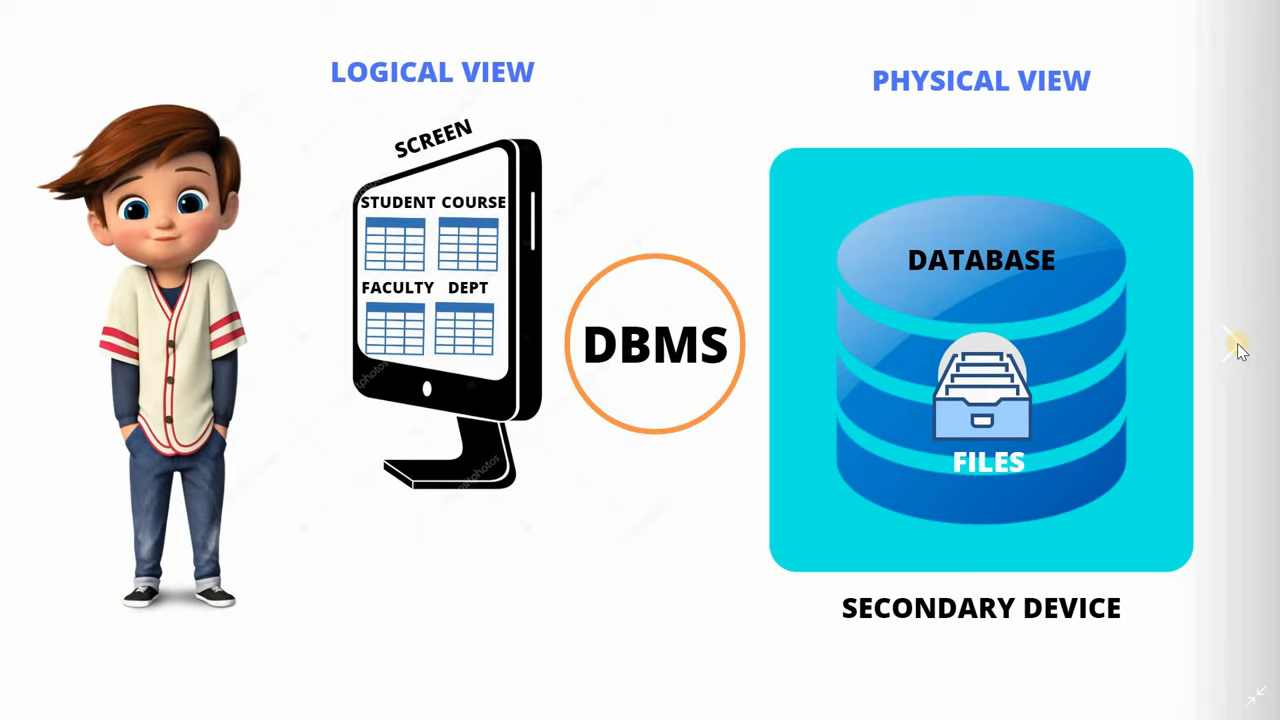 LOGICAL VIEW
PHYSICAL VIEW
SCREEN
STUDENT COURSE
FACULTY DEPT
DBMS
DATABASE
FILES
SECONDARY DEVICE